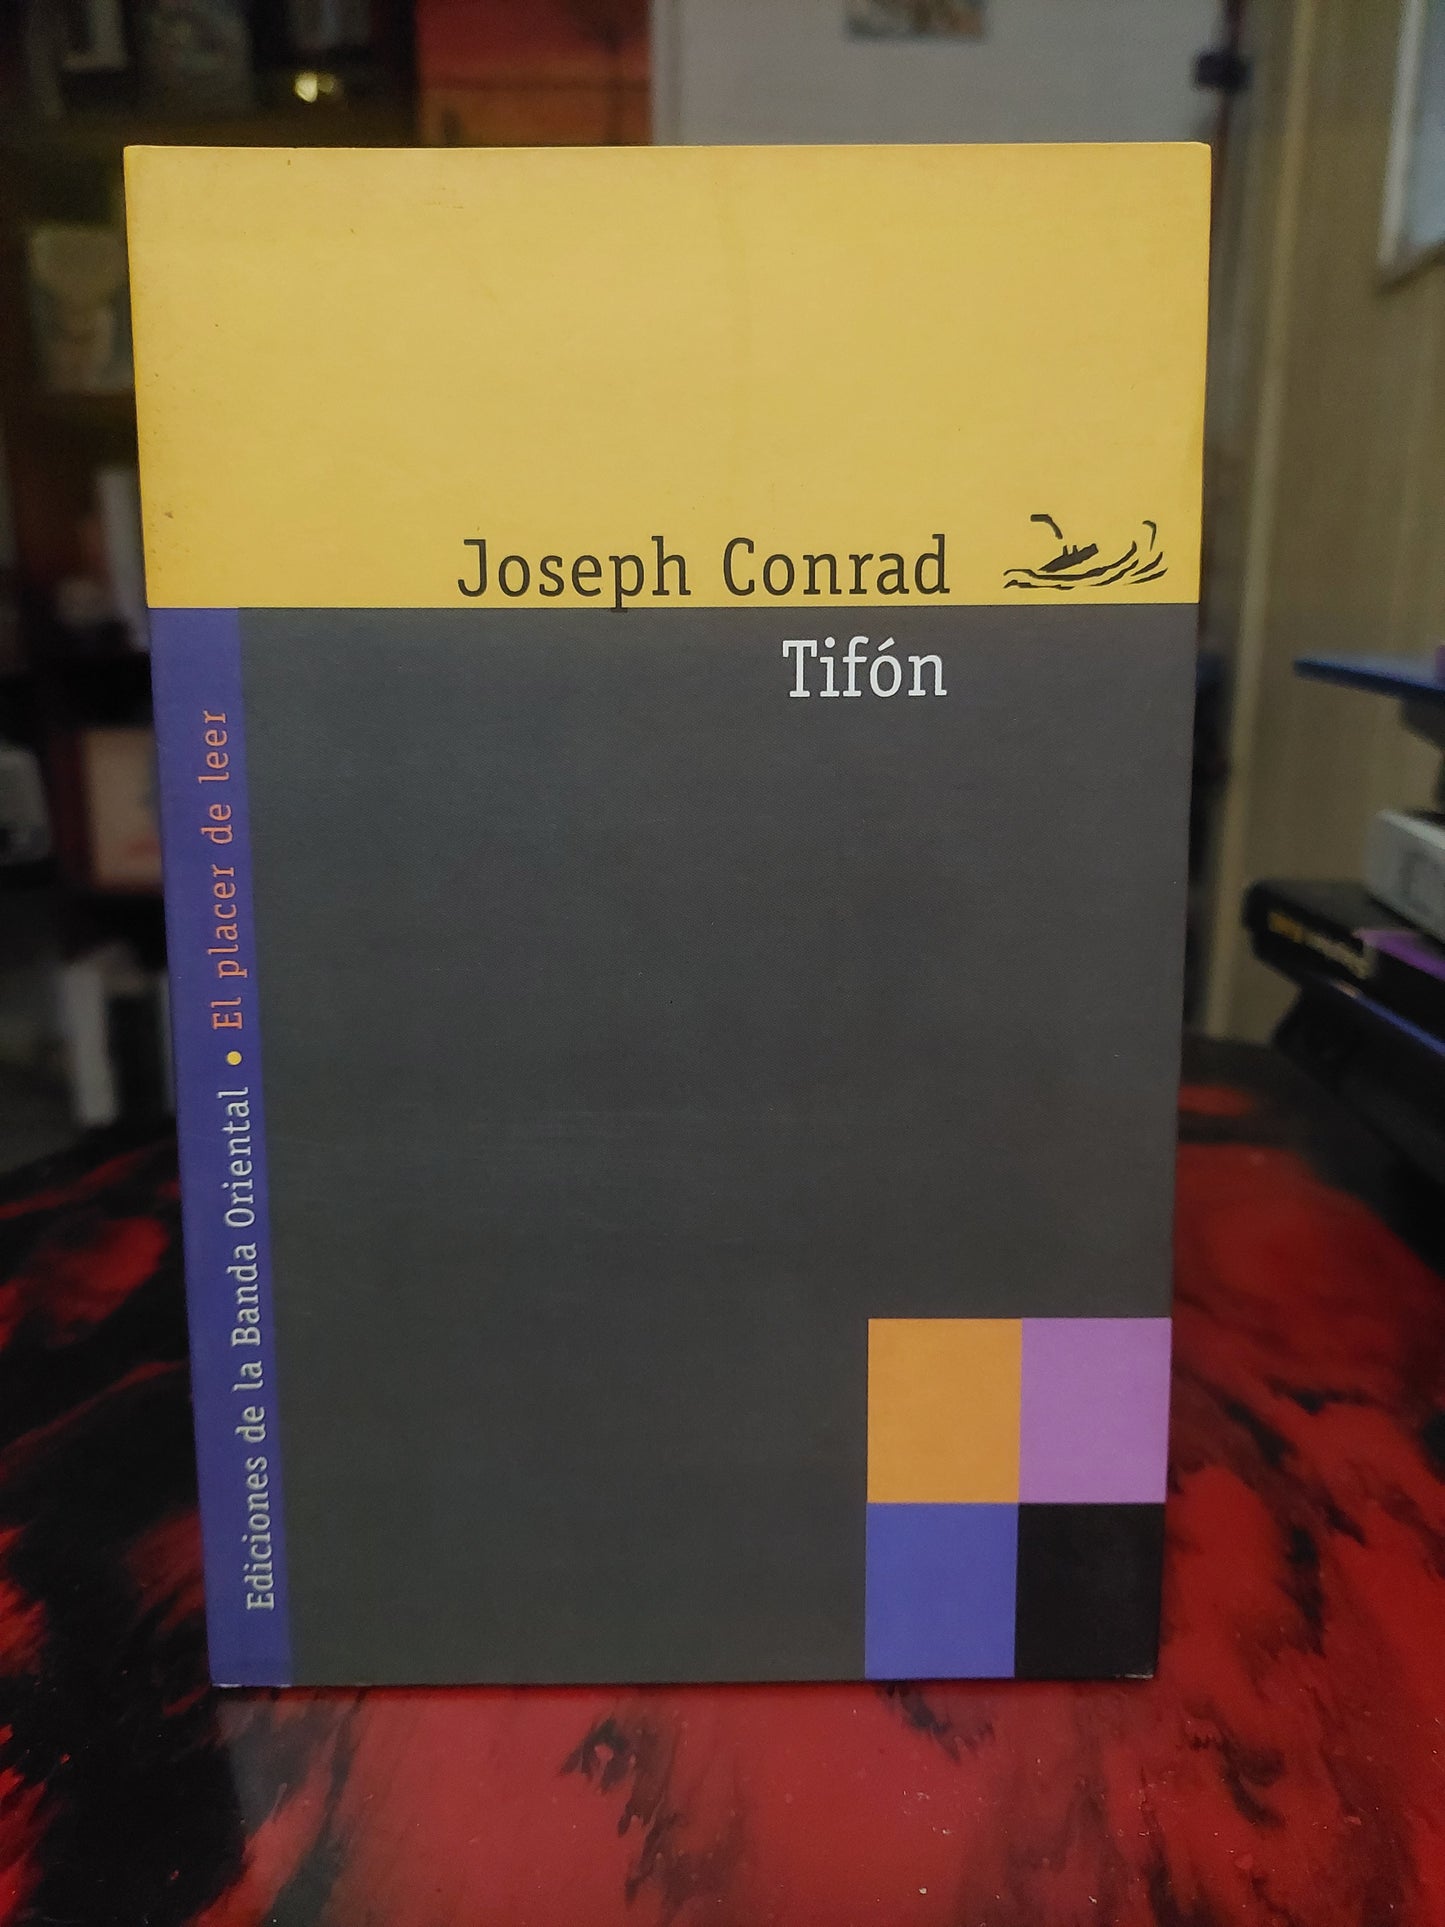 Joseph Conrad
Tifón
Ediciones de la Banda Oriental • El placer de leer